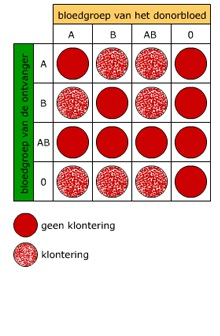 bloedgroep van het donorbloed
A B AB 0
bloedgroep van de ontvanger
A
B
AB
0
geen klontering
klontering